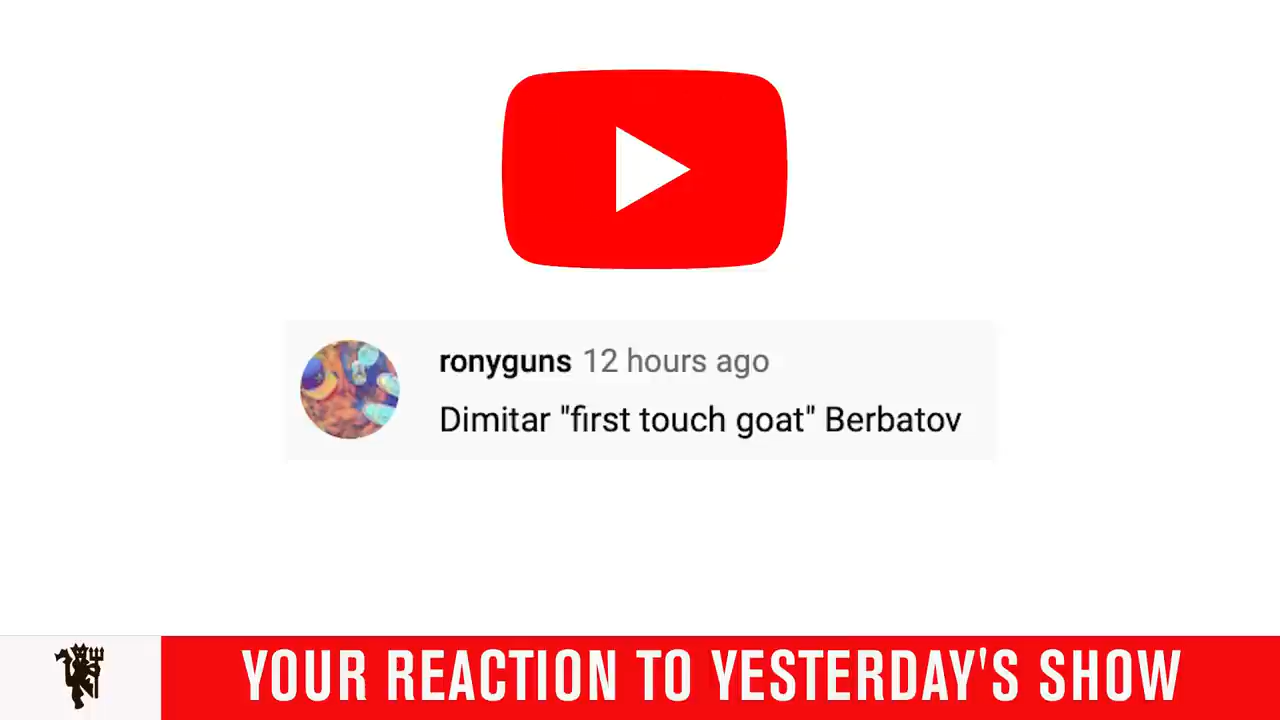 ronyguns 12 hours ago
Dimitar "first touch goat" Berbatov
YOUR REACTION TO YESTERDAY'S SHOW